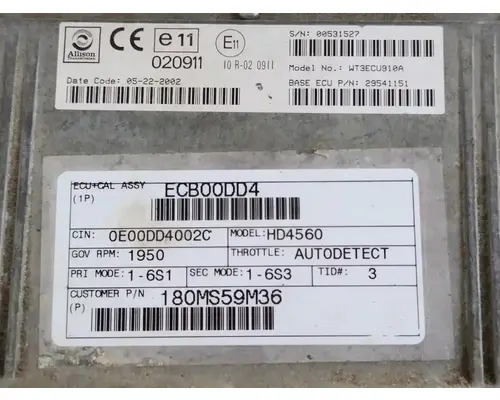 Allison
Transmission
CE e11
020911
E11
10 R-02 0911
Date Code: 05-22-2002
S/N: 00531527
Model No.: WT3ECU910A
BASE ECU P/N: 29541151
ECU+CAL ASSY ECB00DD4
(1P)
CIN: 0E00DD4002C MODEL: HD4560
GOV RPM: 1950 THROTTLE: AUTODETECT
PRI MODE: 1-6S1 SEC MODE: 1-6S3 TID#: 3
CUSTOMER P/N 180MS59M36
(P)